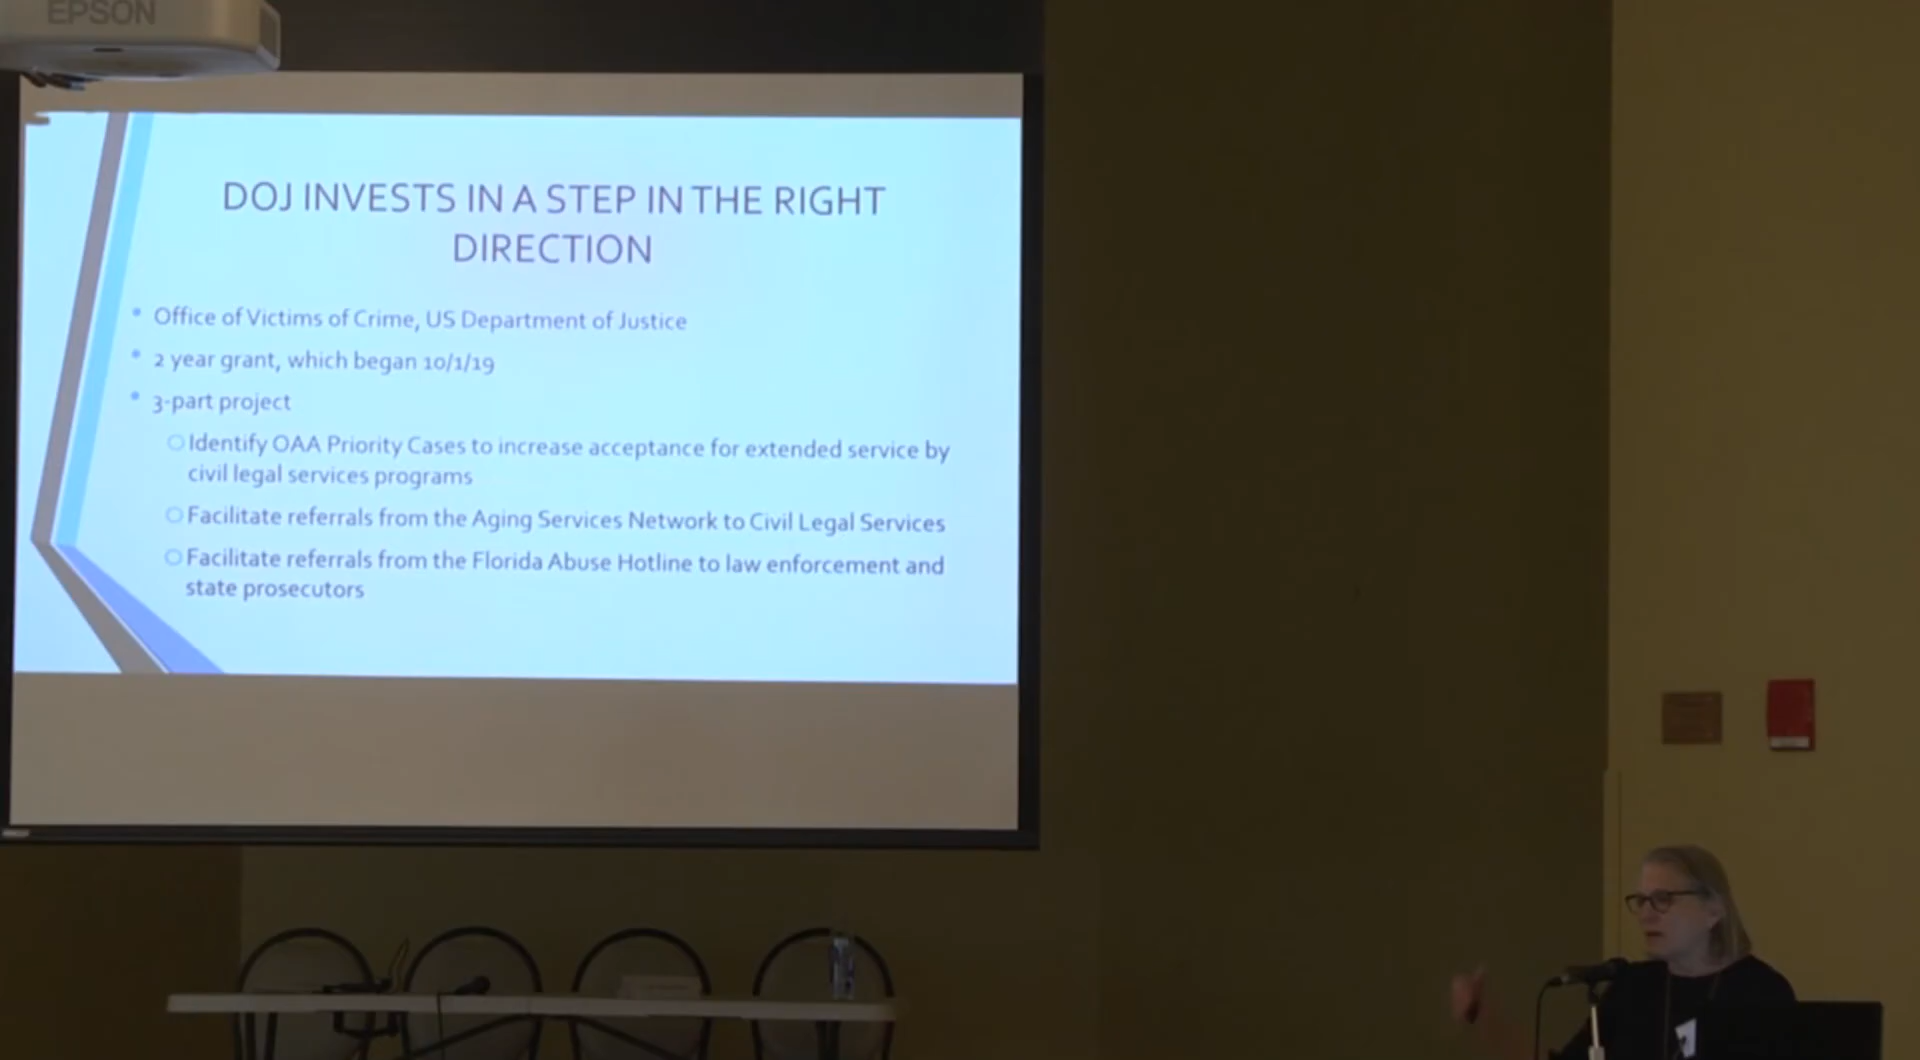 EPSON
DOJ INVESTS IN A STEP IN THE RIGHT
DIRECTION
• Office of Victims of Crime, US Department of Justice
• 2 year grant, which began 10/1/19
• 3-part project
○ Identify OAA Priority Cases to increase acceptance for extended service by
civil legal services programs
○ Facilitate referrals from the Aging Services Network to Civil Legal Services
○ Facilitate referrals from the Florida Abuse Hotline to law enforcement and
state prosecutors